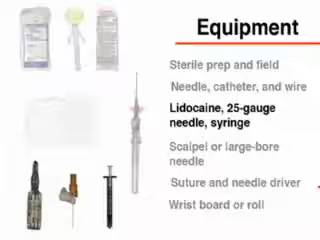 Equipment
Sterile prep and field
Needle, catheter, and wire
Lidocaine, 25-gauge
needle, syringe
Scalpel or large-bore
needle
Suture and needle driver
Wrist board or roll